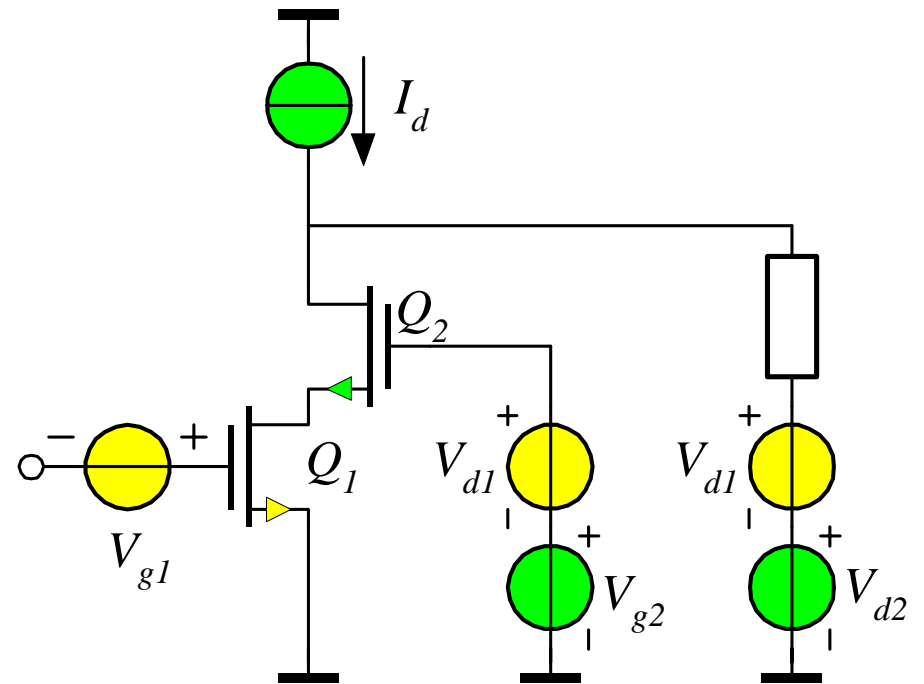 I_d
Q_2
+ +
− +
Q_1
V_d1
V_d1
− −
+ +
V_g1
V_g2
V_d2
− −